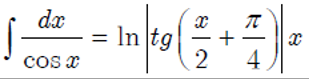 ∫ dx / cos x = ln |tg (x/2 + π/4)| x